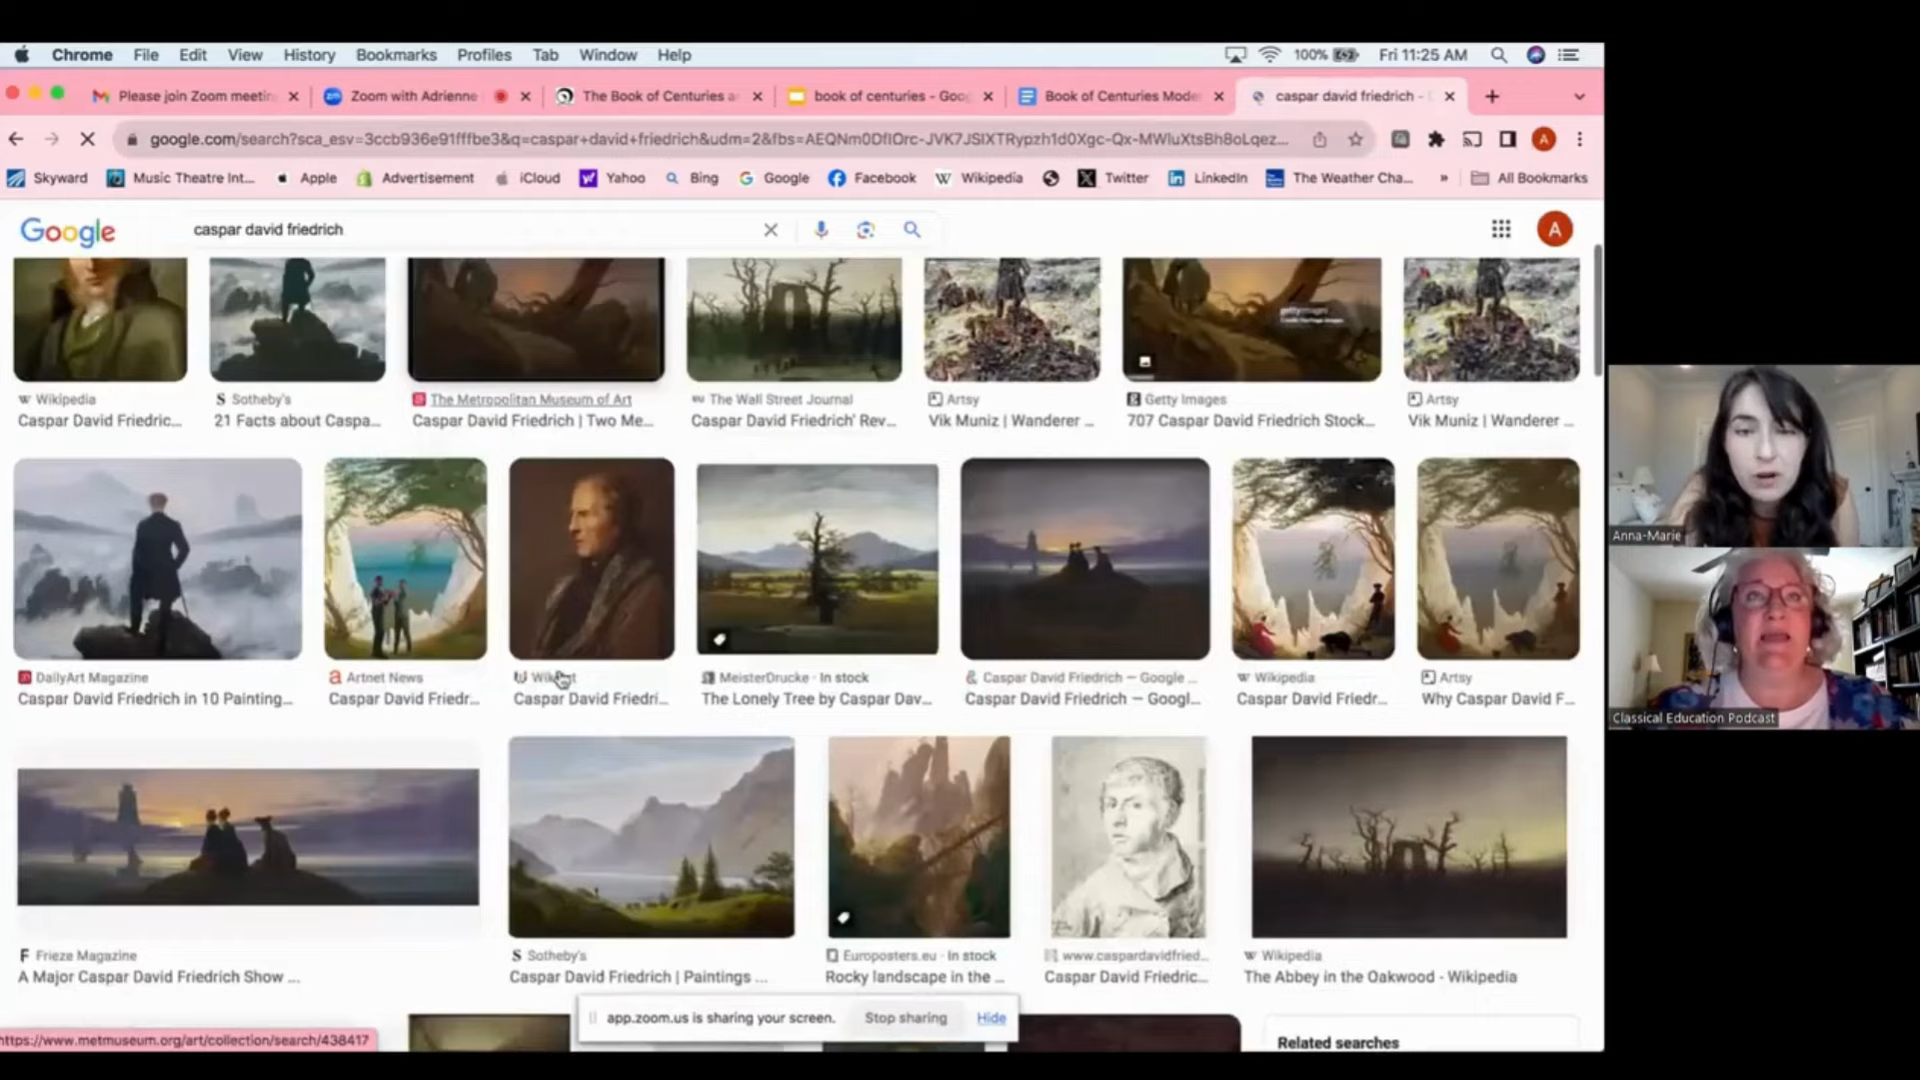 Chrome File Edit View History Bookmarks Profiles Tab Window Help 100% Fri 11:25 AM
Please join Zoom meetin Zoom with Adrienne The Book of Centuries a book of centuries - Goog Book of Centuries Mode caspar david friedrich -
google.com/search?sca_esv=3ccb936e91fffbe3&q=caspar+david+friedrich&udm=2&fbs=
Skyward Music Theatre Int... Apple Advertisement iCloud Yahoo Bing Google Facebook Wikipedia Twitter LinkedIn The Weather Cha... » All Bookmarks
Google caspar david friedrich A
Wikipedia Sotheby's The Metropolitan Museum of Art The Wall Street Journal Artsy Getty Images Artsy
Caspar David Friedric... 21 Facts about Caspa... Caspar David Friedrich | Two Me... Caspar David Friedrich' Rev... Vik Muniz | Wanderer ... 707 Caspar David Friedrich Stock... Vik Muniz | Wanderer ...
DailyArt Magazine Artnet News MeisterDrucke · In stock Caspar David Friedrich — Google ... Wikipedia Artsy
Caspar David Friedrich in 10 Painting... Caspar David Friedr... Caspar David Friedri... The Lonely Tree by Caspar Dav... Caspar David Friedrich — Googl... Caspar David Friedr... Why Caspar David F...
Frieze Magazine Sotheby's Europosters.eu · In stock www.caspardavidfried... Wikipedia
A Major Caspar David Friedrich Show ... Caspar David Friedrich | Paintings ... Rocky landscape in the ... Caspar David Friedric... The Abbey in the Oakwood - Wikipedia
app.zoom.us is sharing your screen. Stop sharing Hide
https://www.metmuseum.org/art/collection/search/438417
Related searches
Anna-Marie
Classical Education Podcast